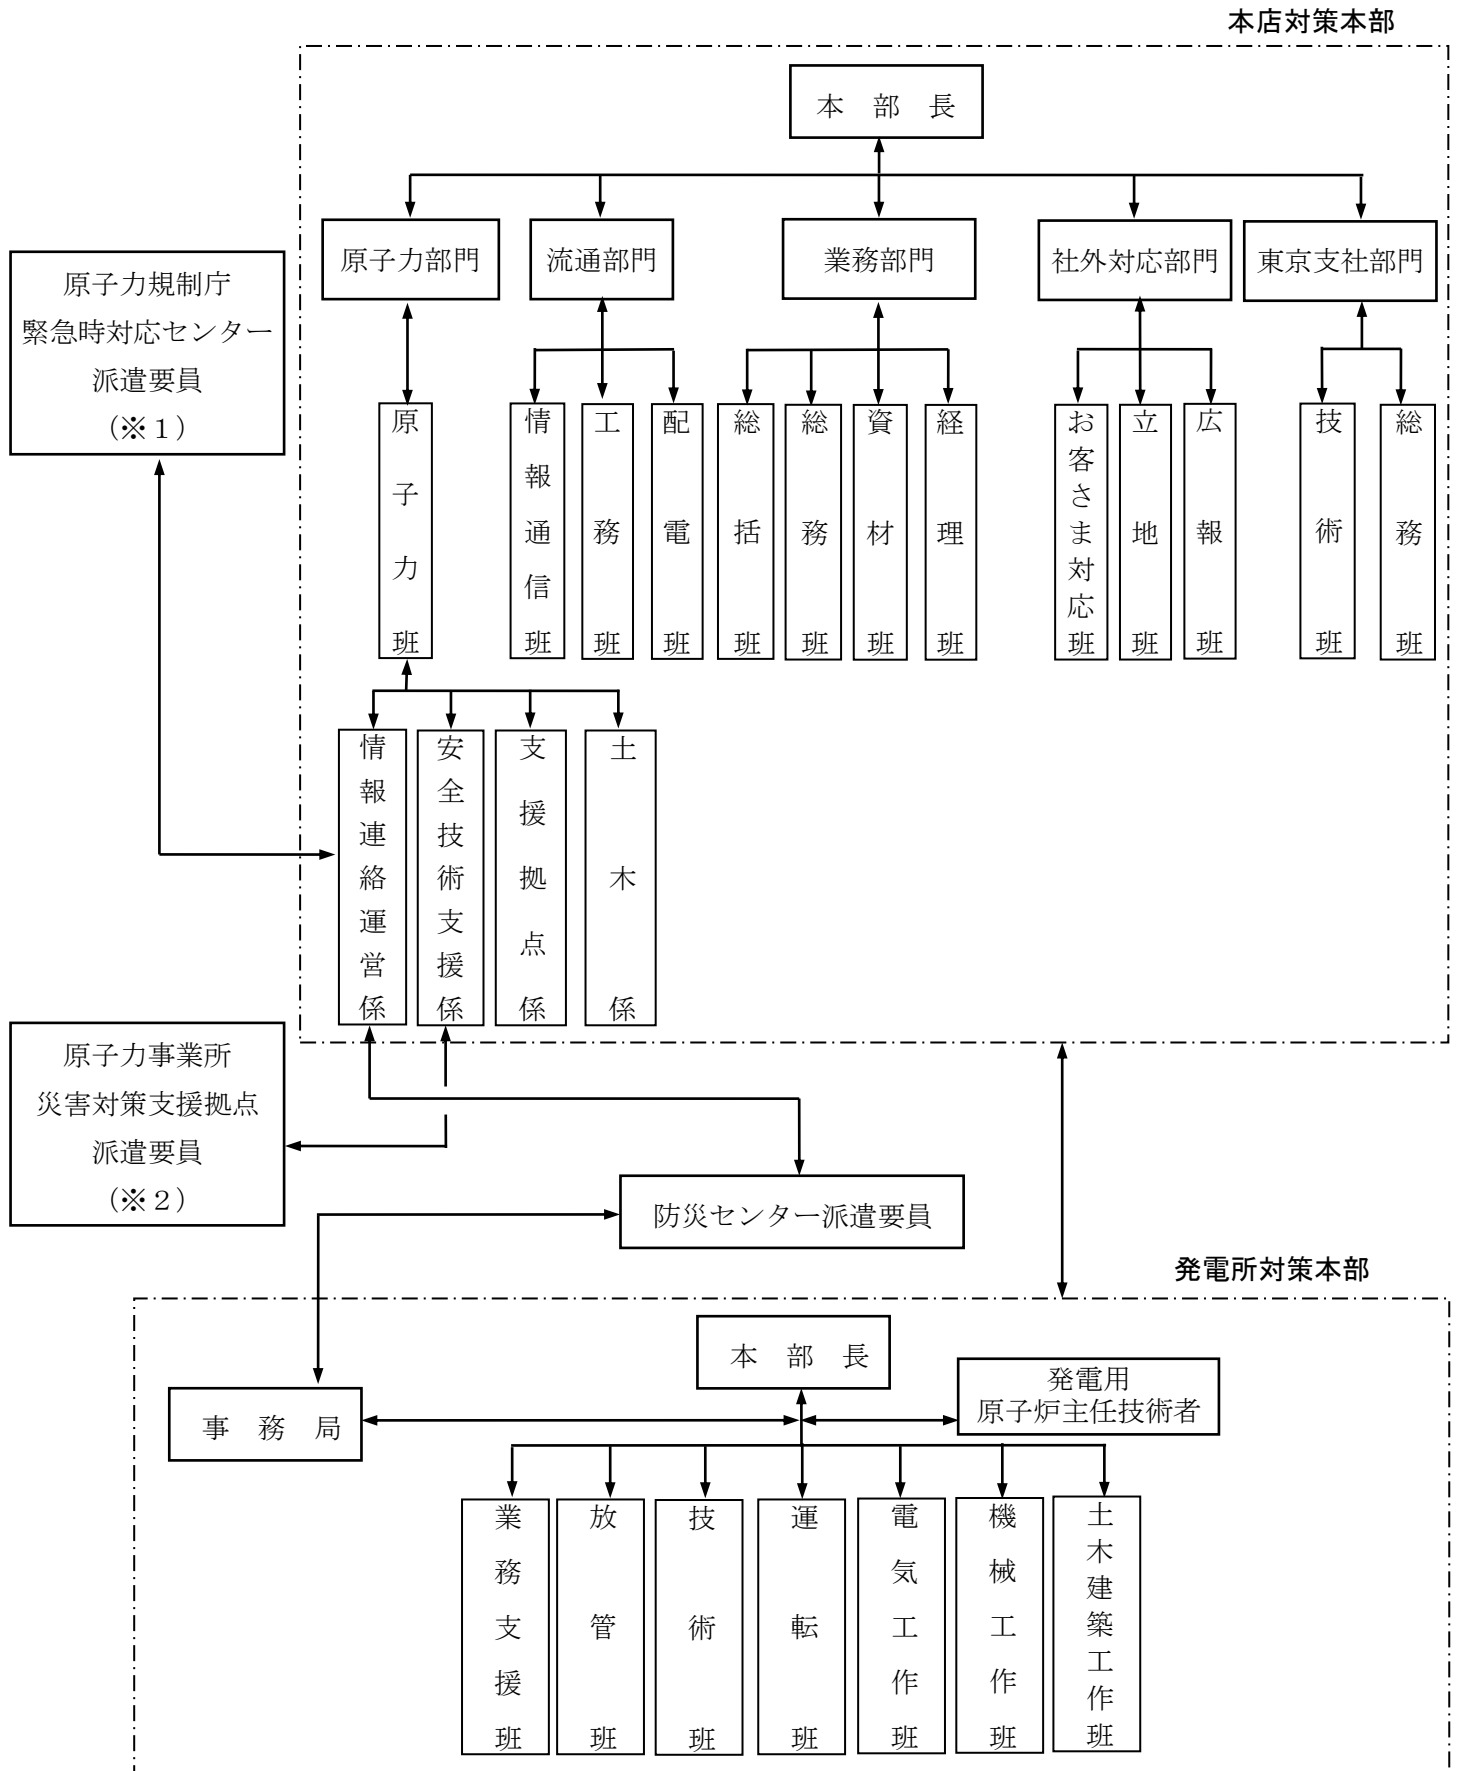 本店対策本部
本 部 長
原子力部門
流通部門
業務部門
社外対応部門
東京支社部門
原子力規制庁
緊急時対応センター
派遣要員
(※1)
原子力班
情報通信班
工務班
配電班
総括班
総務班
資材班
経理班
お客さま対応班
立地班
広報班
技術班
総務班
情報連絡運営係
安全技術支援係
支援拠点係
土木係
原子力事業所
災害対策支援拠点
派遣要員
(※2)
防災センター派遣要員
発電所対策本部
本 部 長
発電用
原子炉主任技術者
事 務 局
業務支援班
放管班
技術班
運転班
電気工作班
機械工作班
土木建築工作班